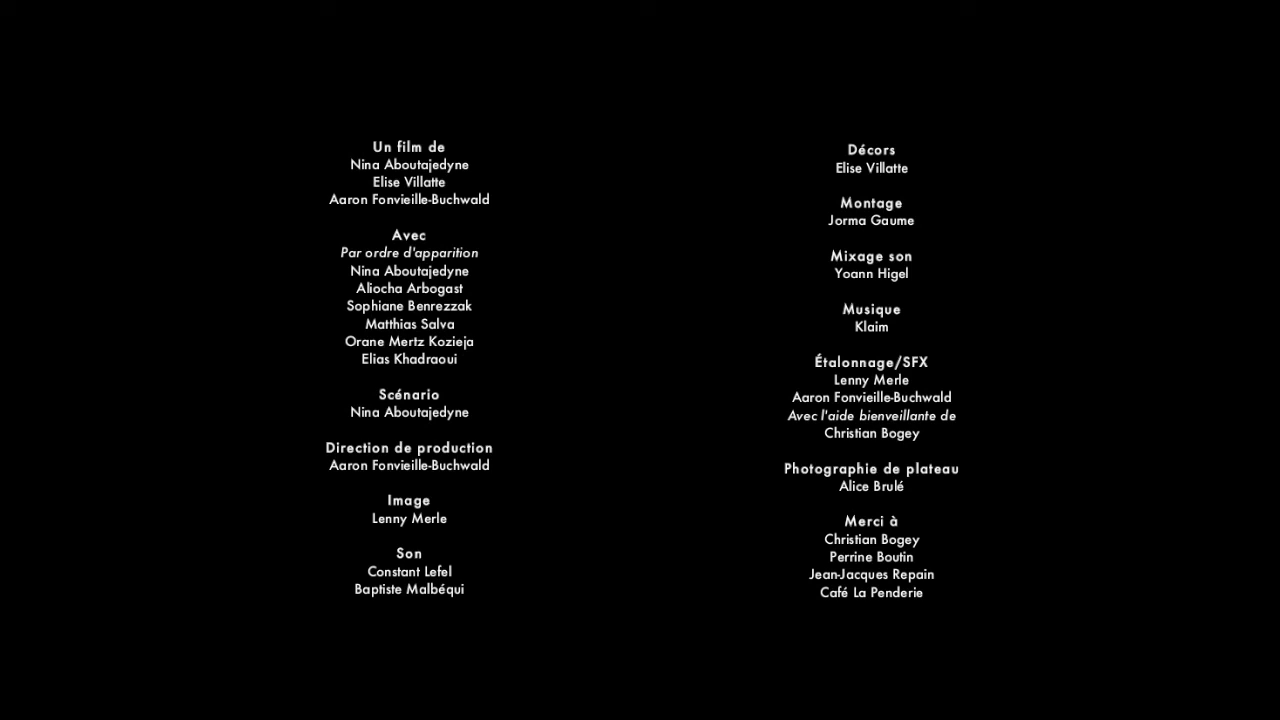 Un film de
Nina Aboutajedyne
Elise Villatte
Aaron Fonvieille-Buchwald
Avec
Par ordre d'apparition
Nina Aboutajedyne
Aliocha Arbogast
Sophiane Benrezzak
Matthias Salva
Orane Mertz Kozieja
Elias Khadraoui
Scénario
Nina Aboutajedyne
Direction de production
Aaron Fonvieille-Buchwald
Image
Lenny Merle
Son
Constant Lefel
Baptiste Malbéqui
Décors
Elise Villatte
Montage
Jorma Gaume
Mixage son
Yoann Higel
Musique
Klaim
Étalonnage/SFX
Lenny Merle
Aaron Fonvieille-Buchwald
Avec l'aide bienveillante de
Christian Bogey
Photographie de plateau
Alice Brulé
Merci à
Christian Bogey
Perrine Boutin
Jean-Jacques Repain
Café La Penderie